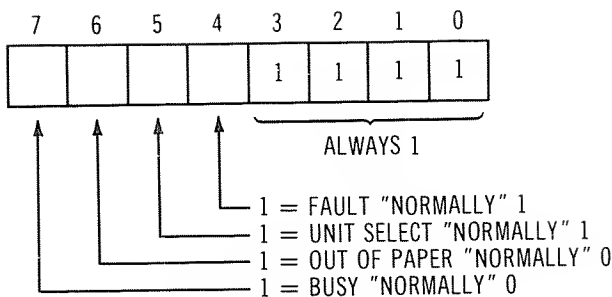 7 6 5 4 3 2 1 0
1 1 1 1
ALWAYS 1
1 = FAULT "NORMALLY" 1
1 = UNIT SELECT "NORMALLY" 1
1 = OUT OF PAPER "NORMALLY" 0
1 = BUSY "NORMALLY" 0